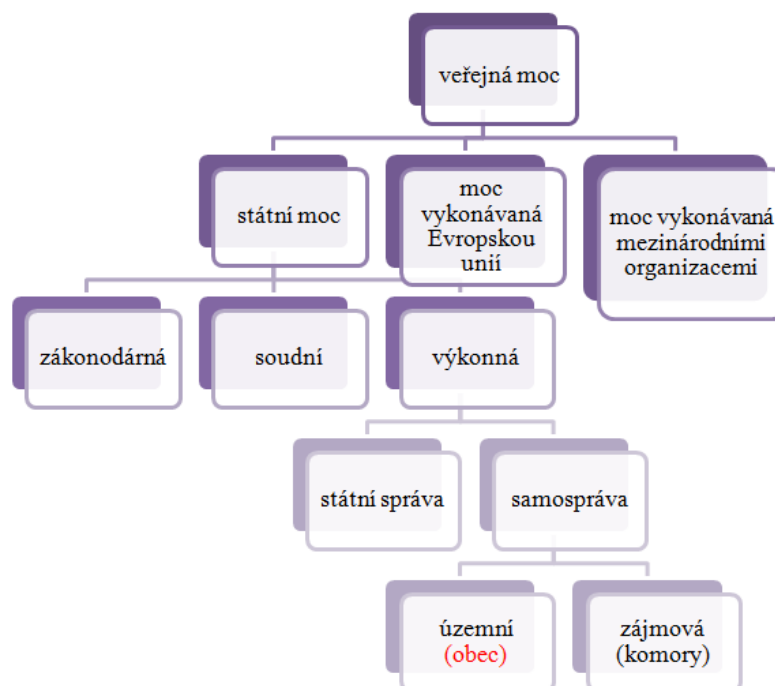 veřejná moc
státní moc
moc
vykonávaná
Evropskou
unií
moc vykonávaná
mezinárodními
organizacemi
zákonodárná
soudní
výkonná
státní správa
samospráva
územní
(obec)
zájmová
(komory)